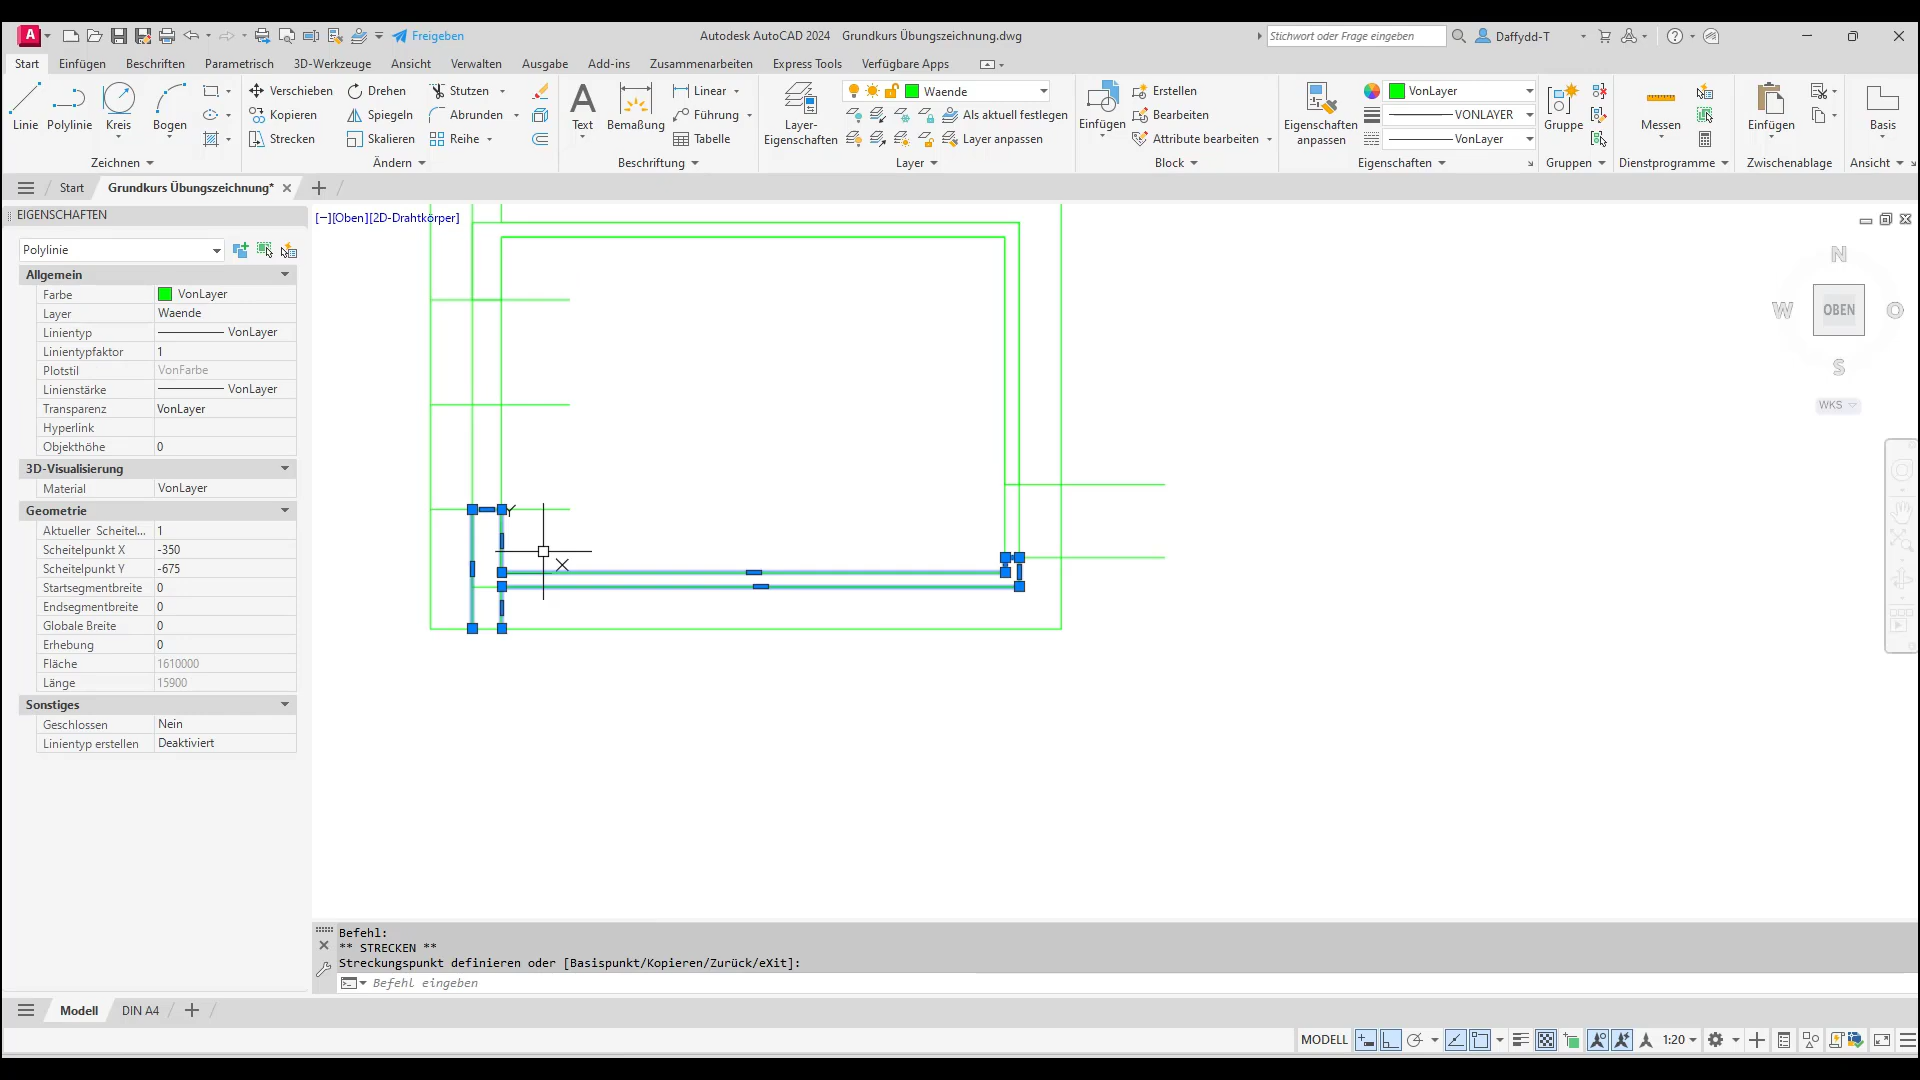 A Freigeben Autodesk AutoCAD 2024 Grundkurs Übungszeichnung.dwg Stichwort oder Frage eingeben Daffydd-T
Start Einfügen Beschriften Parametrisch 3D-Werkzeuge Ansicht Verwalten Ausgabe Add-ins Zusammenarbeiten Express Tools Verfügbare Apps
Linie Polylinie Kreis Bogen
Verschieben Drehen Stutzen
Kopieren Spiegeln Abrunden
Strecken Skalieren Reihe
A Text Bemaßung
Linear
Führung
Tabelle
Layer-
Eigenschaften
Waende
Als aktuell festlegen
Layer anpassen
Einfügen
Erstellen
Bearbeiten
Attribute bearbeiten
Eigenschaften
anpassen
VonLayer
VONLAYER
VonLayer
Gruppe
Messen
Einfügen
Basis
Zeichnen Ändern Beschriftung Layer Block Eigenschaften Gruppen Dienstprogramme Zwischenablage Ansicht
Start Grundkurs Übungszeichnung*
EIGENSCHAFTEN
Polylinie
Allgemein
Farbe VonLayer
Layer Waende
Linientyp VonLayer
Linientypfaktor 1
Plotstil VonFarbe
Linienstärke VonLayer
Transparenz VonLayer
Hyperlink
Objekthöhe 0
3D-Visualisierung
Material VonLayer
Geometrie
Aktueller Scheitel... 1
Scheitelpunkt X -350
Scheitelpunkt Y -675
Startsegmentbreite 0
Endsegmentbreite 0
Globale Breite 0
Erhebung 0
Fläche 1610000
Länge 15900
Sonstiges
Geschlossen Nein
Linientyp erstellen Deaktiviert
[−][Oben][2D-Drahtkörper]
Y
X
N
W OBEN O
S
WKS
Befehl:
** STRECKEN **
Streckungspunkt definieren oder [Basispunkt/Kopieren/Zurück/eXit]:
Befehl eingeben
Modell DIN A4
MODELL 1:20